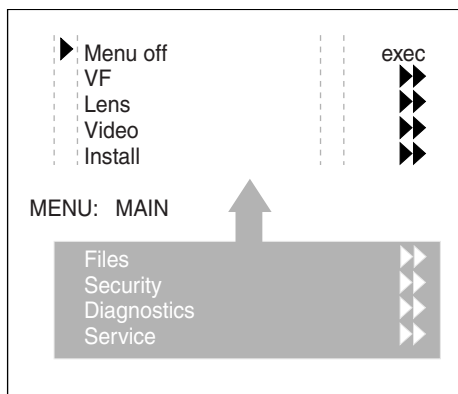 Menu off exec
VF
Lens
Video
Install
MENU: MAIN
Files
Security
Diagnostics
Service